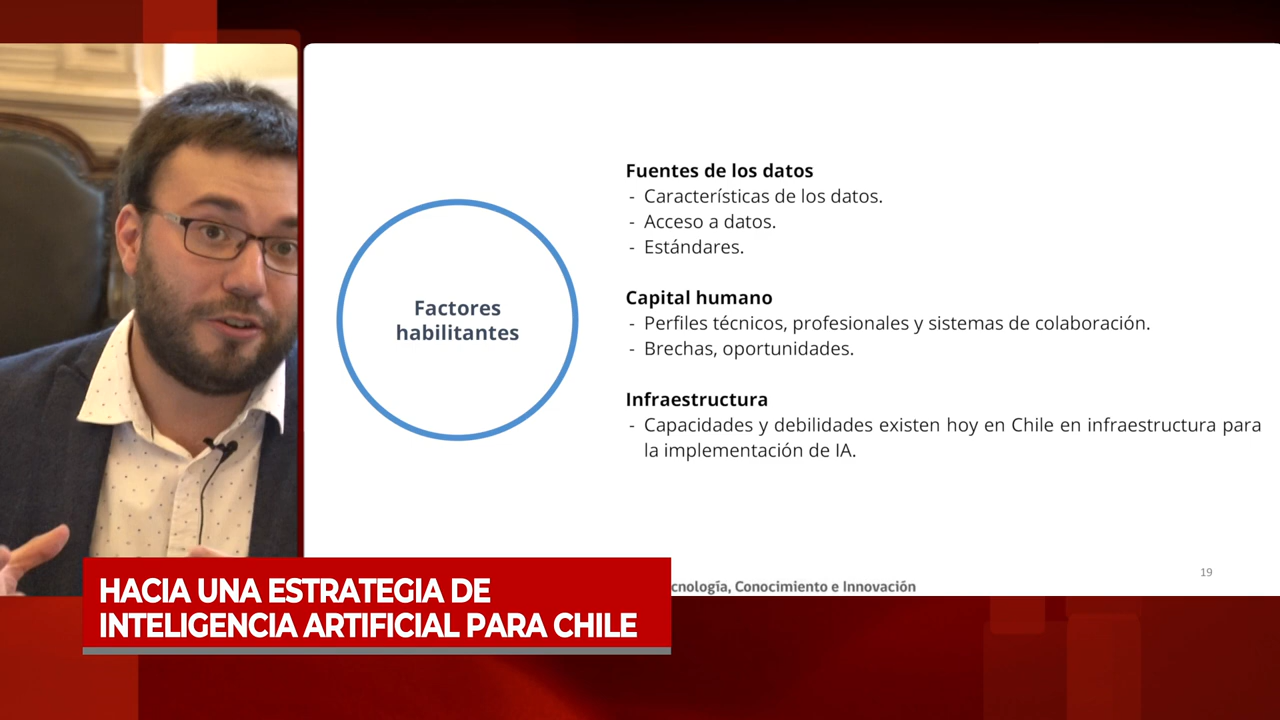 Factores
habilitantes
Fuentes de los datos
- Características de los datos.
- Acceso a datos.
- Estándares.
Capital humano
- Perfiles técnicos, profesionales y sistemas de colaboración.
- Brechas, oportunidades.
Infraestructura
- Capacidades y debilidades existen hoy en Chile en infraestructura para
la implementación de IA.
19
Conocimiento e Innovación
HACIA UNA ESTRATEGIA DE
INTELIGENCIA ARTIFICIAL PARA CHILE